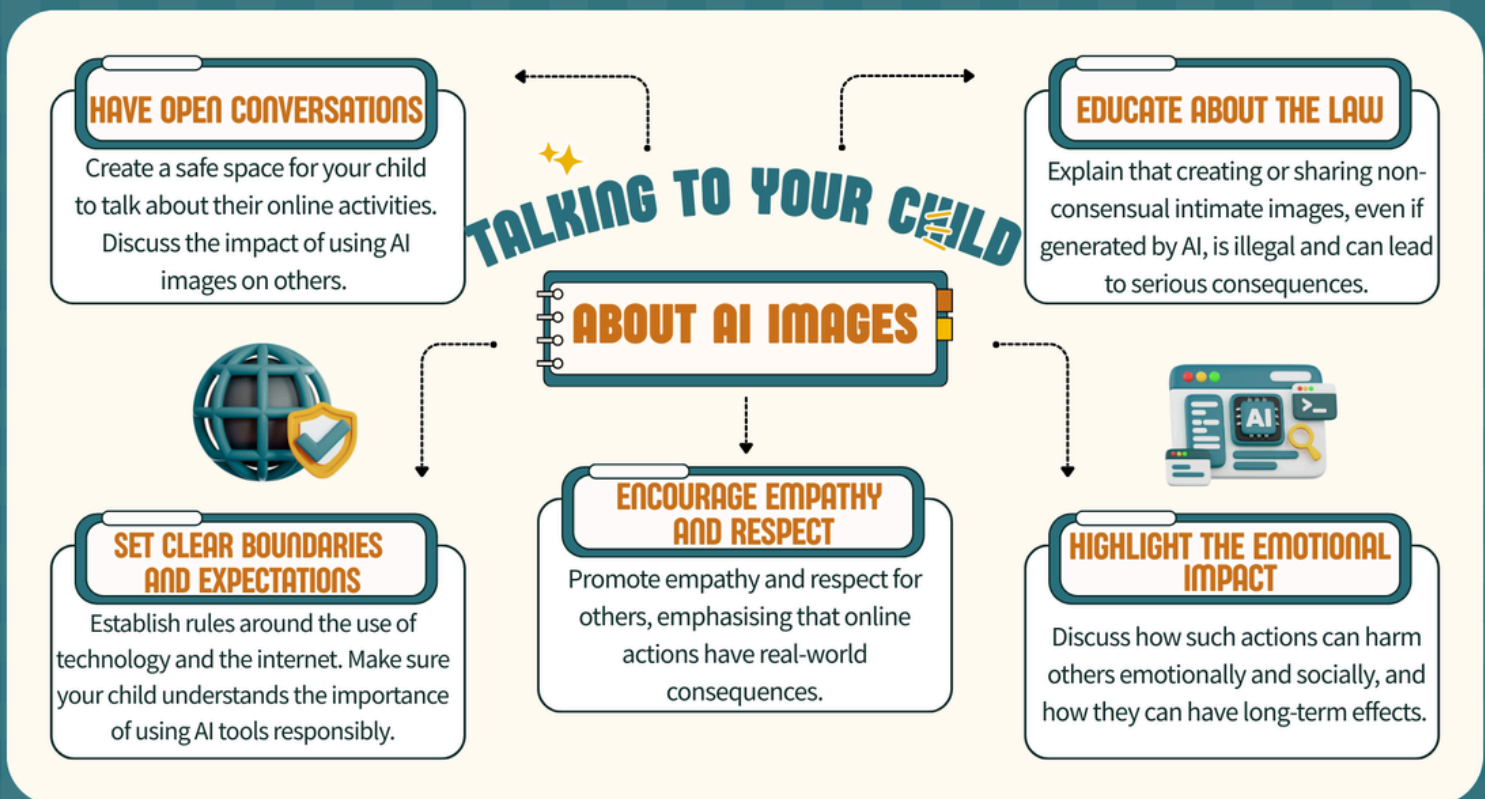 TALKING TO YOUR CHILD
ABOUT AI IMAGES
HAVE OPEN CONVERSATIONS
Create a safe space for your child
to talk about their online activities.
Discuss the impact of using AI
images on others.
EDUCATE ABOUT THE LAW
Explain that creating or sharing non-
consensual intimate images, even if
generated by AI, is illegal and can lead
to serious consequences.
SET CLEAR BOUNDARIES
AND EXPECTATIONS
Establish rules around the use of
technology and the internet. Make sure
your child understands the importance
of using AI tools responsibly.
ENCOURAGE EMPATHY
AND RESPECT
Promote empathy and respect for
others, emphasising that online
actions have real-world
consequences.
AI
>_
HIGHLIGHT THE EMOTIONAL
IMPACT
Discuss how such actions can harm
others emotionally and socially, and
how they can have long-term effects.